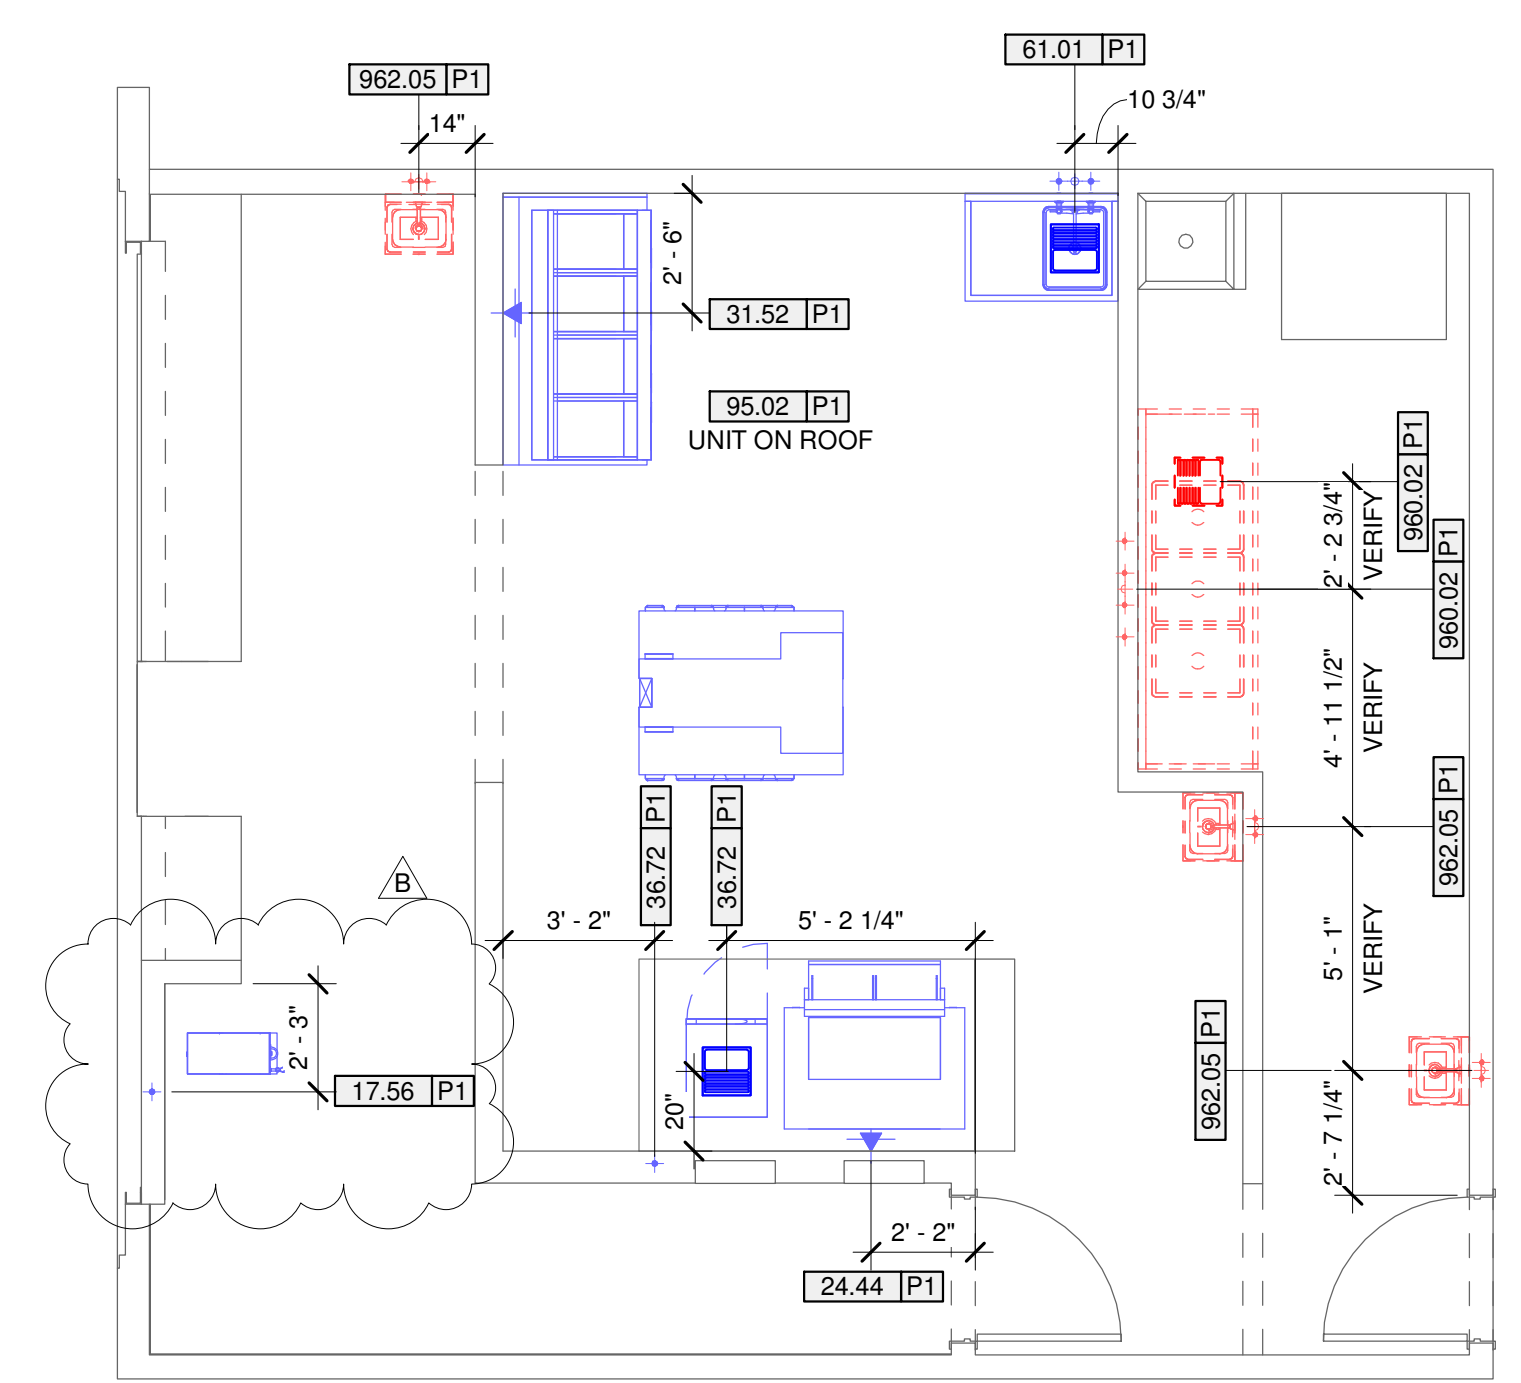 61.01 P1
962.05 P1
10 3/4"
14"
2' - 6"
31.52 P1
95.02 P1
UNIT ON ROOF
960.02 P1
2' - 2 3/4"
VERIFY
960.02 P1
4' - 11 1/2"
VERIFY
962.05 P1
36.72 P1
36.72 P1
B
3' - 2"
5' - 2 1/4"
5' - 1"
VERIFY
2' - 3"
17.56 P1
20"
962.05 P1
2' - 7 1/4"
2' - 2"
24.44 P1